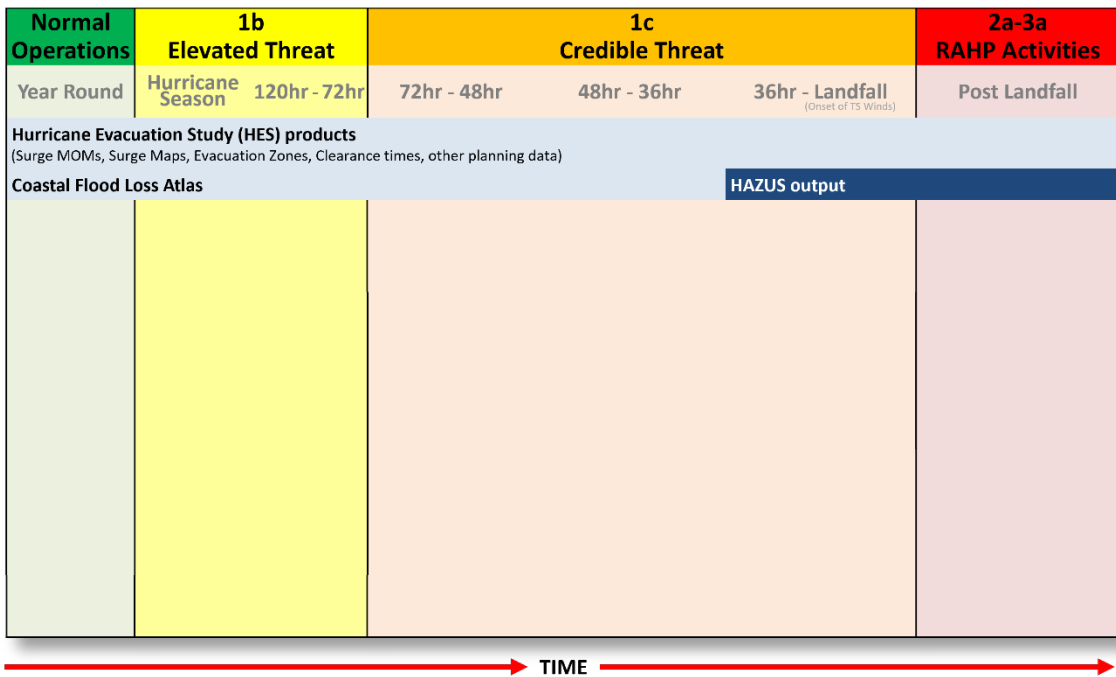 Normal Operations
1b
Elevated Threat
1c
Credible Threat
2a-3a
RAHP Activities
Year Round
Hurricane Season
120hr - 72hr
72hr - 48hr
48hr - 36hr
36hr - Landfall
(Onset of TS Winds)
Post Landfall
Hurricane Evacuation Study (HES) products
(Surge MOMs, Surge Maps, Evacuation Zones, Clearance times, other planning data)
Coastal Flood Loss Atlas
HAZUS output
TIME